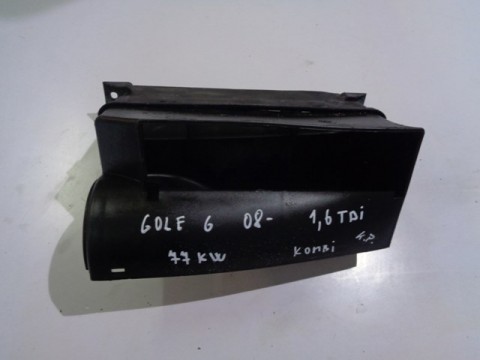 GOLF 6 08- 1,6 TDi
77 KW KOMBi K.P.